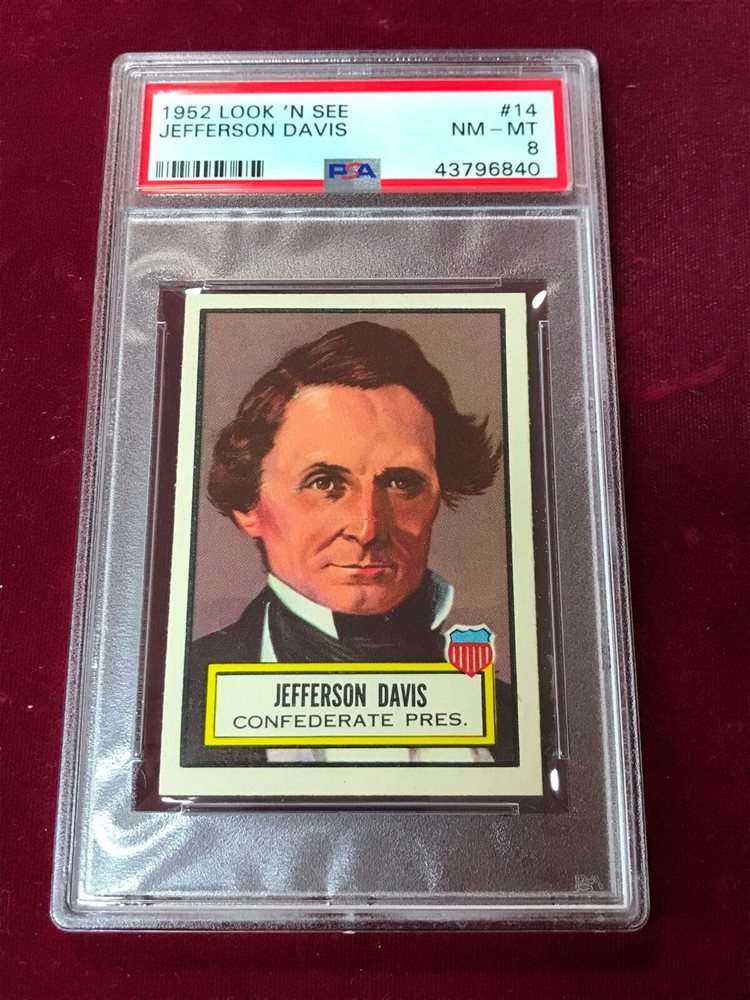 1952 LOOK 'N SEE #14
JEFFERSON DAVIS NM - MT
8
PSA 43796840
JEFFERSON DAVIS
CONFEDERATE PRES.